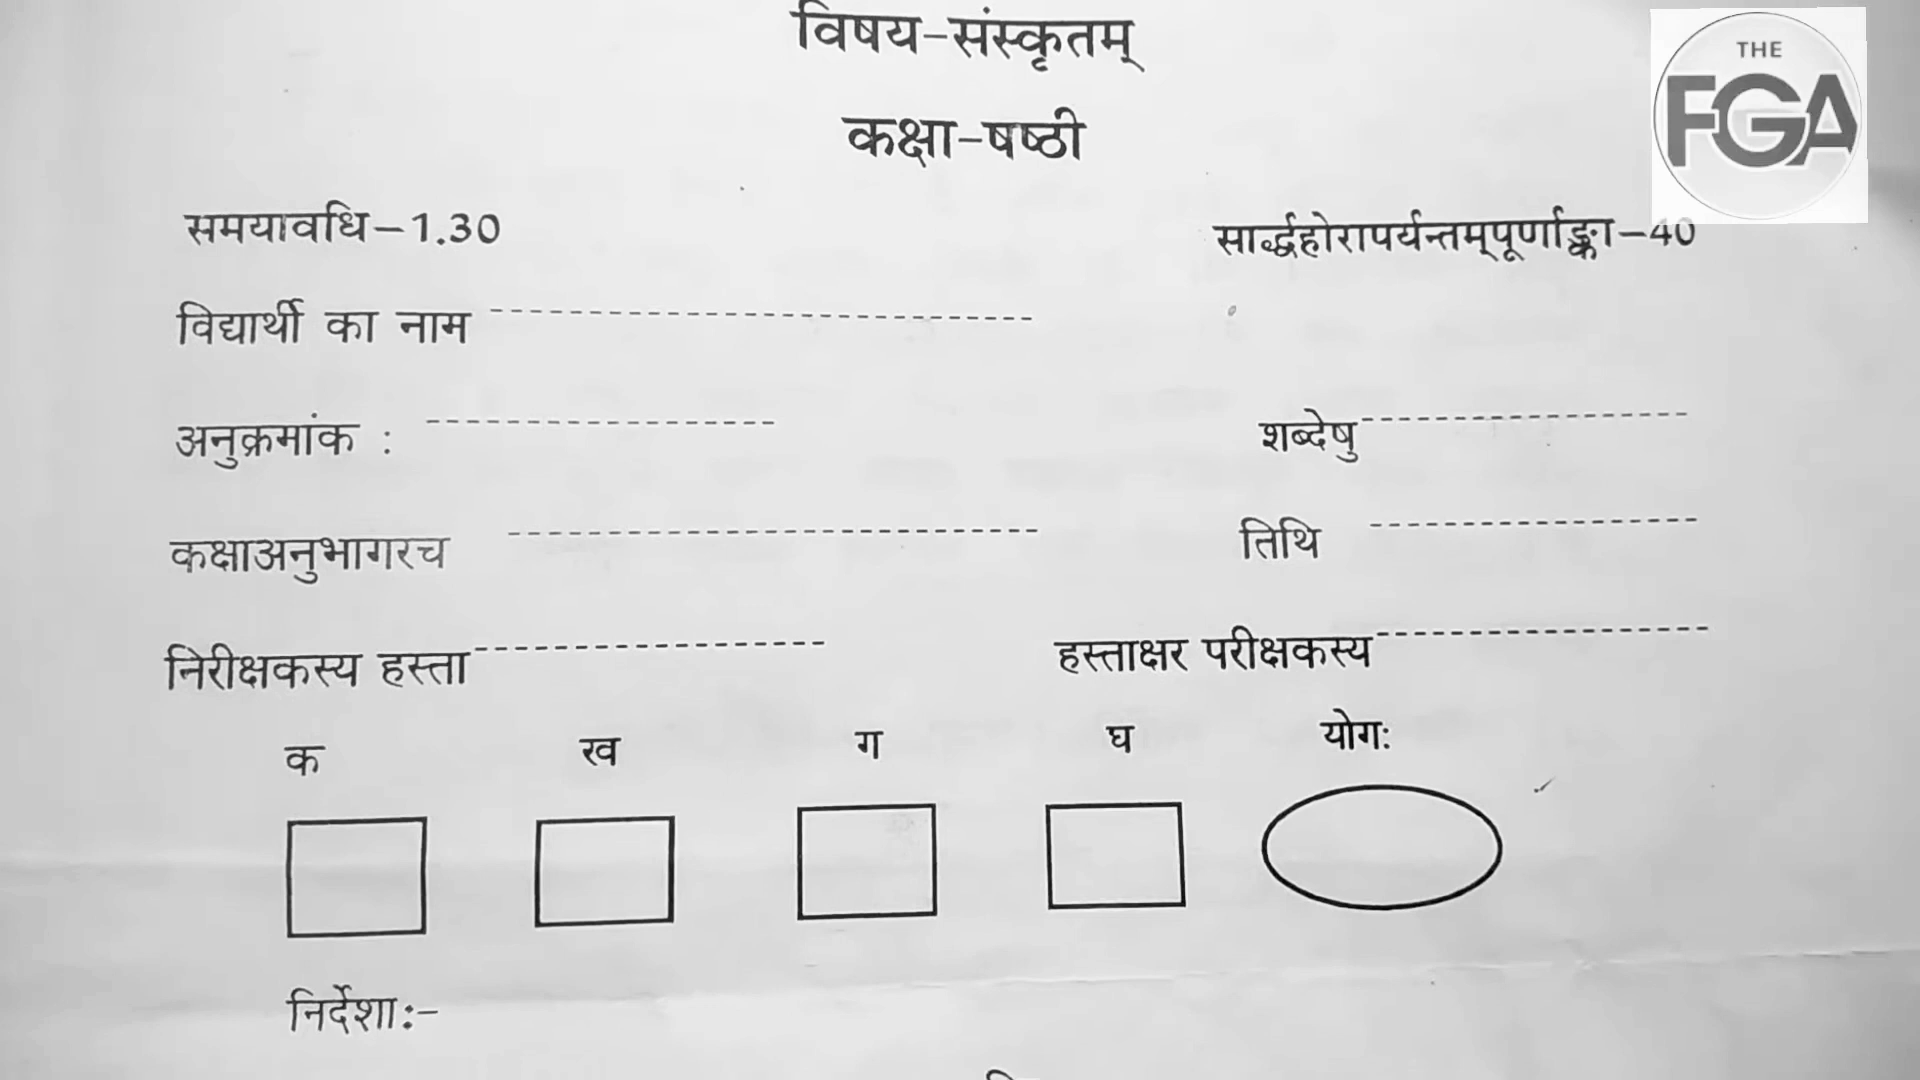 विषय-संस्कृतम्
THE
FGA
कक्षा-षष्ठी
समयावधि-1.30 सार्द्धहोरापर्यन्तम्पूर्णाङ्का-40
विद्यार्थी का नाम
अनुक्रमांक : शब्देषु
कक्षाअनुभागरच तिथि
निरीक्षकस्य हस्ता हस्ताक्षर परीक्षकस्य
क ख ग घ योगः
निर्देशाः-